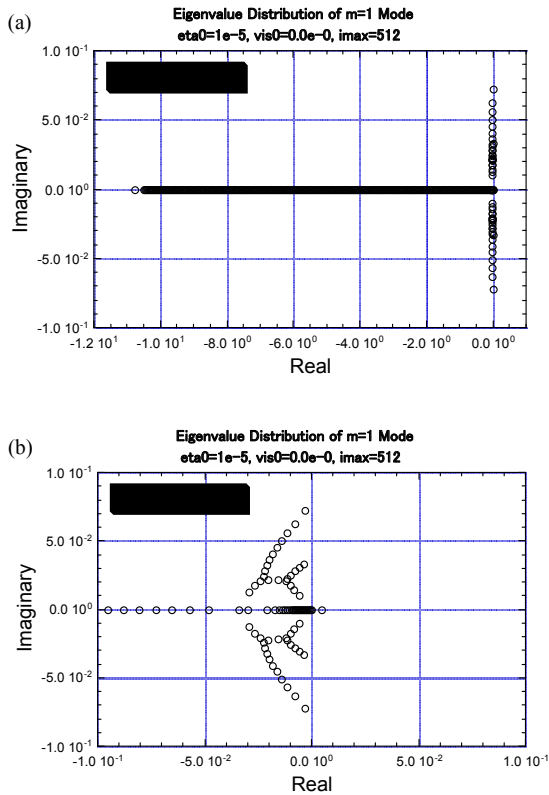 (a)
Eigenvalue Distribution of m=1 Mode
eta0=1e-5, vis0=0.0e-0, imax=512
1.0 10⁻¹
5.0 10⁻²
0.0 10⁰
-5.0 10⁻²
-1.0 10⁻¹
Imaginary
-1.2 10¹ -1.0 10¹ -8.0 10⁰ -6.0 10⁰ -4.0 10⁰ -2.0 10⁰ 0.0 10⁰
Real
(b)
Eigenvalue Distribution of m=1 Mode
eta0=1e-5, vis0=0.0e-0, imax=512
1.0 10⁻¹
5.0 10⁻²
0.0 10⁰
-5.0 10⁻²
-1.0 10⁻¹
Imaginary
-1.0 10⁻¹ -5.0 10⁻² 0.0 10⁰ 5.0 10⁻² 1.0 10⁻¹
Real